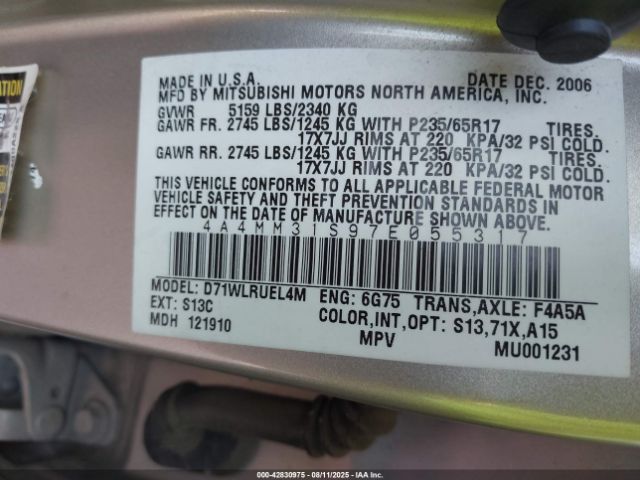 MADE IN U.S.A. DATE DEC. 2006
MFD BY MITSUBISHI MOTORS NORTH AMERICA, INC.
GVWR 5159 LBS/2340 KG
GAWR FR. 2745 LBS/1245 KG WITH P235/65R17 TIRES.
17X7JJ RIMS AT 220 KPA/32 PSI COLD.
GAWR RR. 2745 LBS/1245 KG WITH P235/65R17 TIRES.
17X7JJ RIMS AT 220 KPA/32 PSI COLD.
THIS VEHICLE CONFORMS TO ALL APPLICABLE FEDERAL MOTOR
VEHICLE SAFETY AND THEFT PREVENTION STANDARDS IN
EFFECT ON THE DATE OF MANUFACTURE SHOWN ABOVE.
4A4MM31S97E055317
MODEL: D71WLRUEL4M ENG: 6G75 TRANS,AXLE: F4A5A
EXT: S13C COLOR,INT,OPT: S13,71X,A15
MDH 121910 MPV MU001231
000-42830975 - 08/11/2025 - IAA Inc.